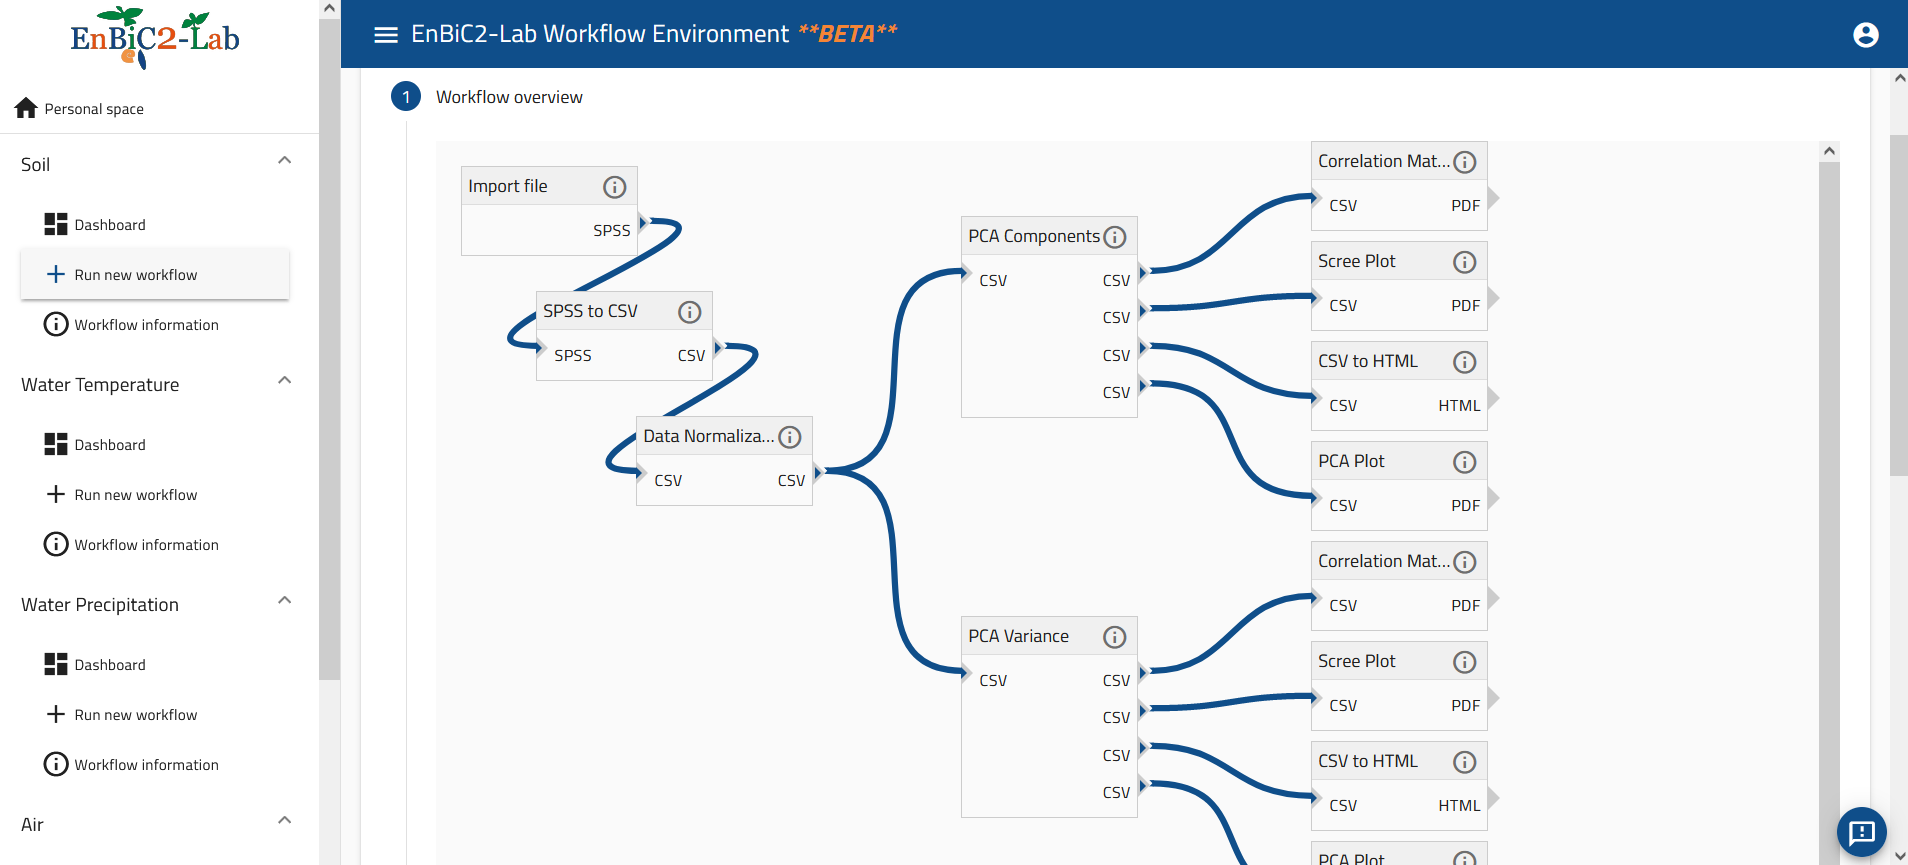 EnBiC2-Lab
Personal space
Soil
Dashboard
Run new workflow
Workflow information
Water Temperature
Dashboard
Run new workflow
Workflow information
Water Precipitation
Dashboard
Run new workflow
Workflow information
Air
EnBiC2-Lab Workflow Environment **BETA**
1 Workflow overview
Import file
SPSS
SPSS to CSV
SPSS CSV
Data Normaliza...
CSV CSV
PCA Components
CSV CSV
CSV
CSV
CSV
PCA Variance
CSV CSV
CSV
CSV
CSV
Correlation Mat...
CSV PDF
Scree Plot
CSV PDF
CSV to HTML
CSV HTML
PCA Plot
CSV PDF
Correlation Mat...
CSV PDF
Scree Plot
CSV PDF
CSV to HTML
CSV HTML
PCA Plot